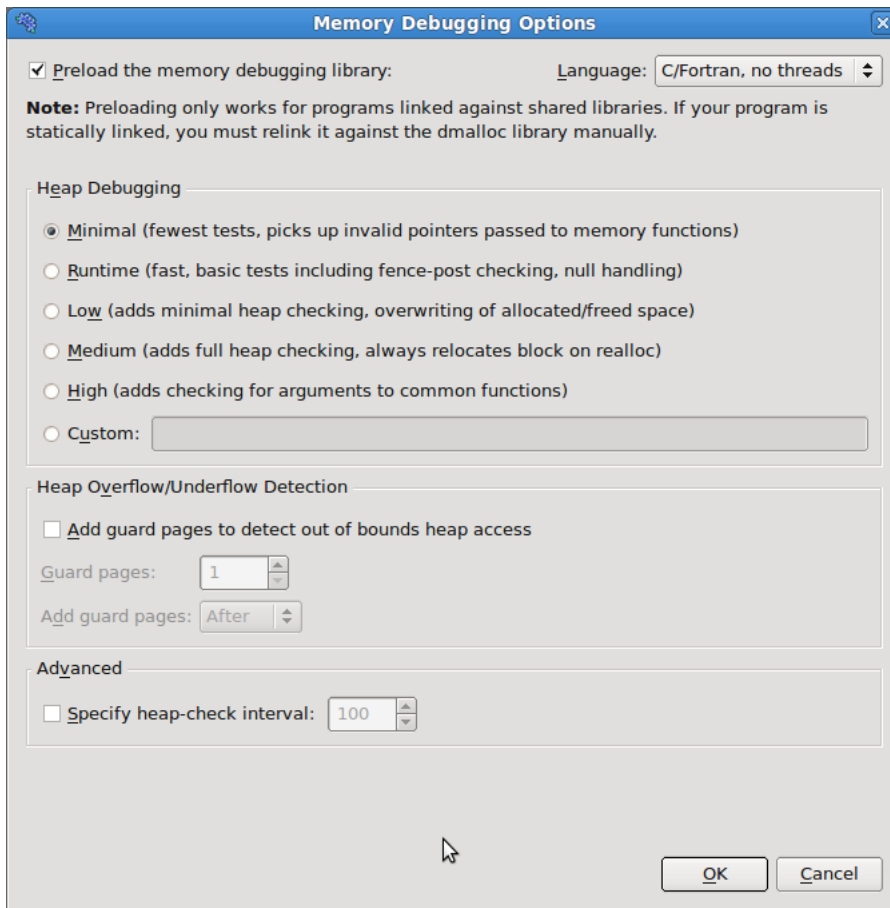 Memory Debugging Options
Preload the memory debugging library: Language: C/Fortran, no threads
Note: Preloading only works for programs linked against shared libraries. If your program is
statically linked, you must relink it against the dmalloc library manually.
Heap Debugging
Minimal (fewest tests, picks up invalid pointers passed to memory functions)
Runtime (fast, basic tests including fence-post checking, null handling)
Low (adds minimal heap checking, overwriting of allocated/freed space)
Medium (adds full heap checking, always relocates block on realloc)
High (adds checking for arguments to common functions)
Custom:
Heap Overflow/Underflow Detection
Add guard pages to detect out of bounds heap access
Guard pages: 1
Add guard pages: After
Advanced
Specify heap-check interval: 100
OK Cancel